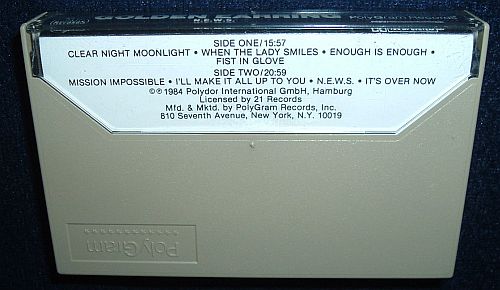 GOLDEN EARRING
N.E.W.S.
SIDE ONE/15:57
CLEAR NIGHT MOONLIGHT • WHEN THE LADY SMILES • ENOUGH IS ENOUGH •
FIST IN GLOVE
SIDE TWO/20:59
MISSION IMPOSSIBLE • I'LL MAKE IT ALL UP TO YOU • N.E.W.S. • IT'S OVER NOW
©℗1984 Polydor International GmbH, Hamburg
Licensed by 21 Records
Mfd. & Mktd. by PolyGram Records, Inc.
810 Seventh Avenue, New York, N.Y. 10019
PolyGram